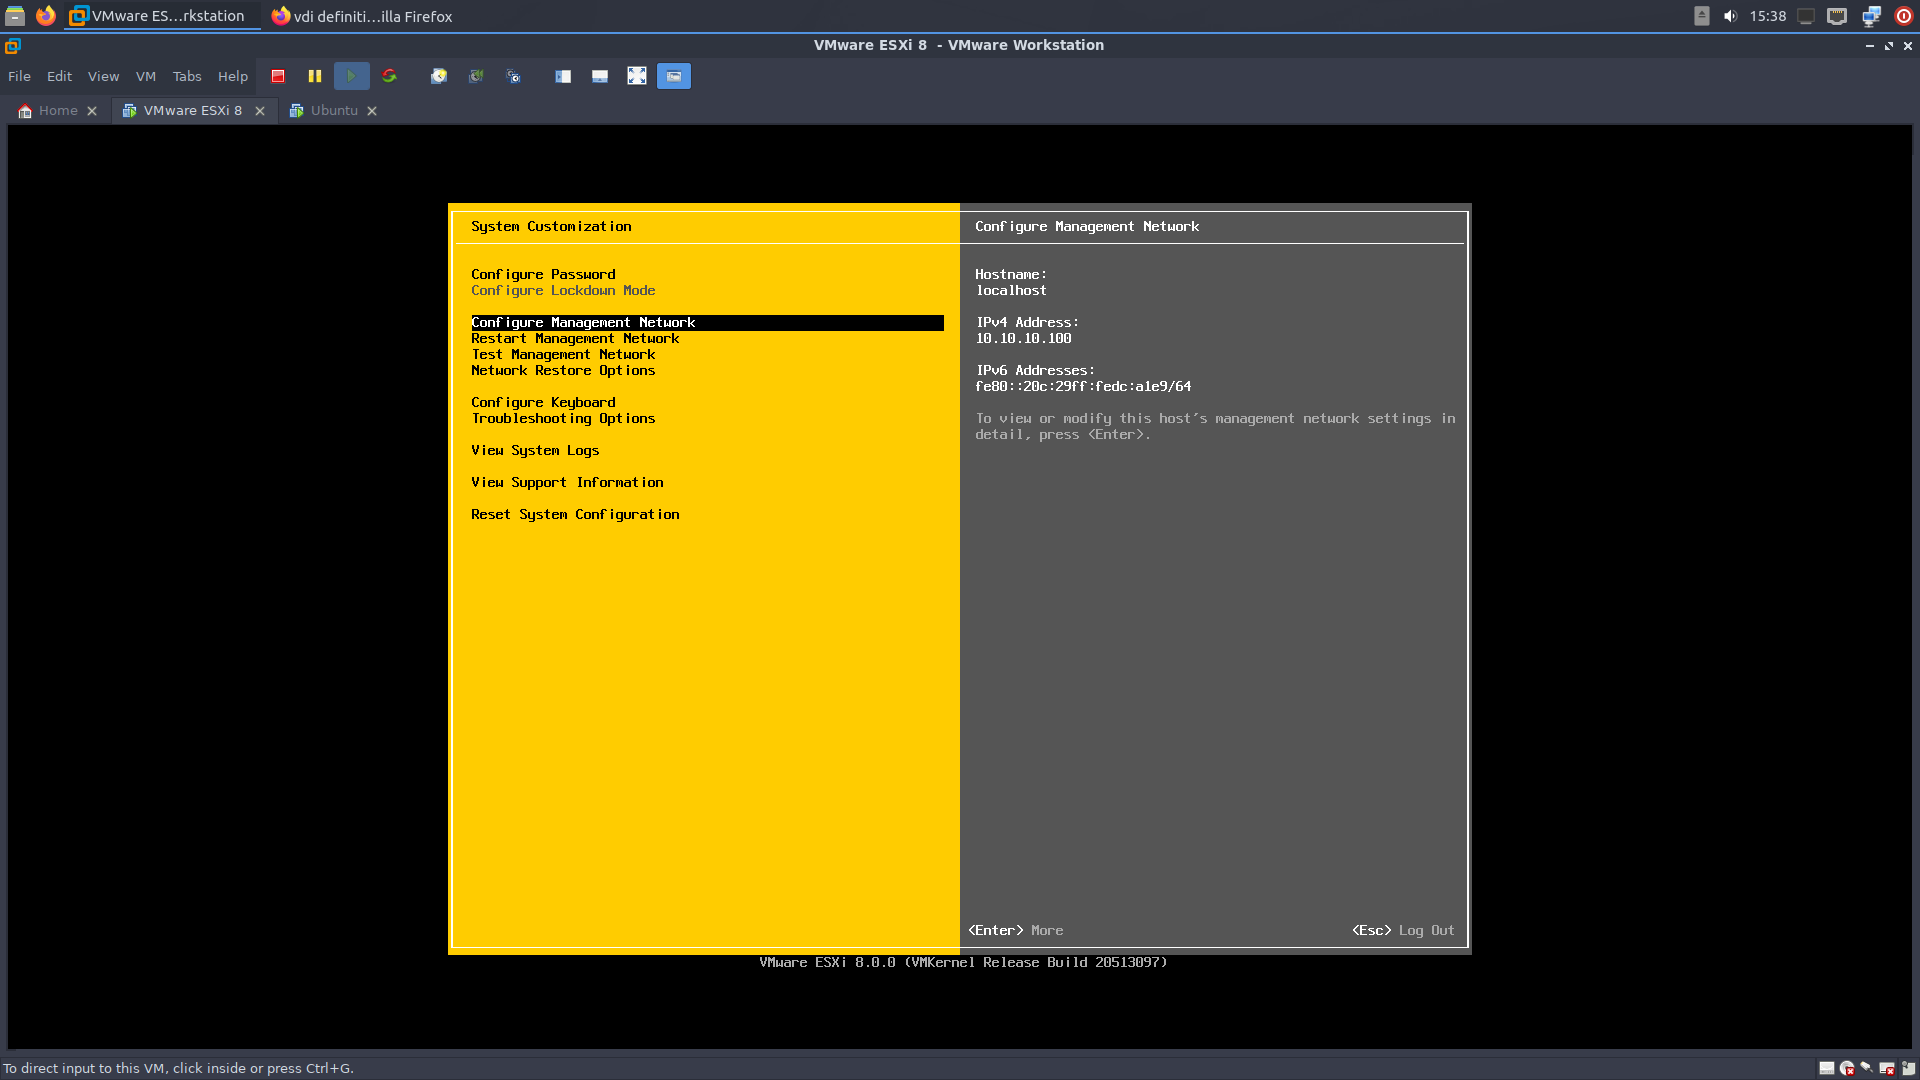 VMware ES...rkstation
vdi definiti...illa Firefox
15:38
VMware ESXi 8 - VMware Workstation
File Edit View VM Tabs Help
Home
VMware ESXi 8
Ubuntu
System Customization
Configure Password
Configure Lockdown Mode
Configure Management Network
Restart Management Network
Test Management Network
Network Restore Options
Configure Keyboard
Troubleshooting Options
View System Logs
View Support Information
Reset System Configuration
Configure Management Network
Hostname:
localhost
IPv4 Address:
10.10.10.100
IPv6 Addresses:
fe80::20c:29ff:fedc:a1e9/64
To view or modify this host's management network settings in
detail, press <Enter>.
<Enter> More
<Esc> Log Out
VMware ESXi 8.0.0 (VMKernel Release Build 20513097)
To direct input to this VM, click inside or press Ctrl+G.